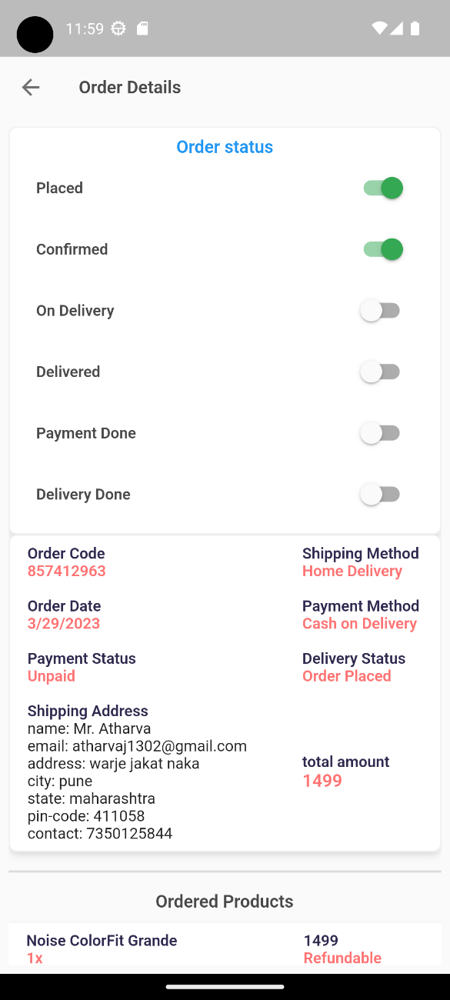 11:59
Order Details
Order status
Placed
Confirmed
On Delivery
Delivered
Payment Done
Delivery Done
Order Code
Shipping Method
857412963
Home Delivery
Order Date
Payment Method
3/29/2023
Cash on Delivery
Payment Status
Delivery Status
Unpaid
Order Placed
Shipping Address
name: Mr. Atharva
email: atharvaj1302@gmail.com
address: warje jakat naka
city: pune
state: maharashtra
pin-code: 411058
contact: 7350125844
total amount
1499
Ordered Products
Noise ColorFit Grande
1499
1x
Refundable